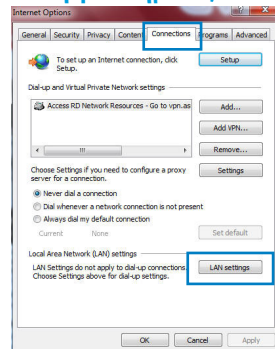 Internet Options
General Security Privacy Content Connections Programs Advanced
To set up an Internet connection, click Setup.
Setup
Dial-up and Virtual Private Network settings
Access RD Network Resources - Go to vpn.as
Add...
Add VPN...
Remove...
Choose Settings if you need to configure a proxy server for a connection.
Settings
Never dial a connection
Dial whenever a network connection is not present
Always dial my default connection
Current None
Set default
Local Area Network (LAN) settings
LAN Settings do not apply to dial-up connections. Choose Settings above for dial-up settings.
LAN settings
OK Cancel Apply